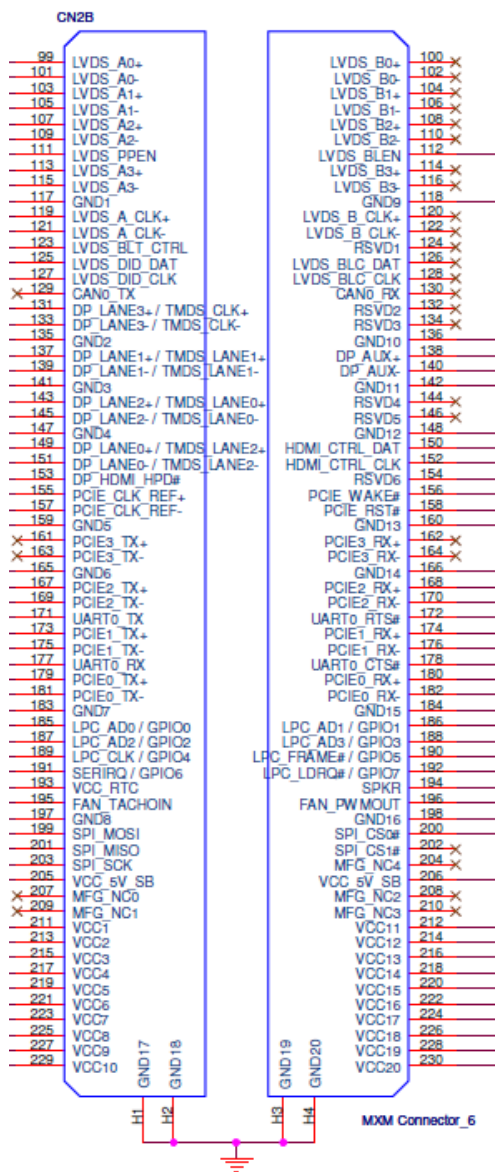 CN2B
99 LVDS_A0+ LVDS_B0+ 100
101 LVDS_A0- LVDS_B0- 102
103 LVDS_A1+ LVDS_B1+ 104
105 LVDS_A1- LVDS_B1- 106
107 LVDS_A2+ LVDS_B2+ 108
109 LVDS_A2- LVDS_B2- 110
111 LVDS_PPEN LVDS_BLEN 112
113 LVDS_A3+ LVDS_B3+ 114
115 LVDS_A3- LVDS_B3- 116
117 GND1 GND9 118
119 LVDS_A_CLK+ LVDS_B_CLK+ 120
121 LVDS_A_CLK- LVDS_B_CLK- 122
123 LVDS_BLT_CTRL RSVD1 124
125 LVDS_DID_DAT LVDS_BLC_DAT 126
127 LVDS_DID_CLK LVDS_BLC_CLK 128
129 CAN0_TX CAN0_RX 130
131 DP_LANE3+ / TMDS_CLK+ RSVD2 132
133 DP_LANE3- / TMDS_CLK- RSVD3 134
135 GND2 GND10 136
137 DP_LANE1+ / TMDS_LANE1+ DP_AUX+ 138
139 DP_LANE1- / TMDS_LANE1- DP_AUX- 140
141 GND3 GND11 142
143 DP_LANE2+ / TMDS_LANE0+ RSVD4 144
145 DP_LANE2- / TMDS_LANE0- RSVD5 146
147 GND4 GND12 148
149 DP_LANE0+ / TMDS_LANE2+ HDMI_CTRL_DAT 150
151 DP_LANE0- / TMDS_LANE2- HDMI_CTRL_CLK 152
153 DP_HDMI_HPD# RSVD6 154
155 PCIE_CLK_REF+ PCIE_WAKE# 156
157 PCIE_CLK_REF- PCIE_RST# 158
159 GND5 GND13 160
161 PCIE3_TX+ PCIE3_RX+ 162
163 PCIE3_TX- PCIE3_RX- 164
165 GND6 GND14 166
167 PCIE2_TX+ PCIE2_RX+ 168
169 PCIE2_TX- PCIE2_RX- 170
171 UART0_TX UART0_RTS# 172
173 PCIE1_TX+ PCIE1_RX+ 174
175 PCIE1_TX- PCIE1_RX- 176
177 UART0_RX UART0_CTS# 178
179 PCIE0_TX+ PCIE0_RX+ 180
181 PCIE0_TX- PCIE0_RX- 182
183 GND7 GND15 184
185 LPC_AD0 / GPIO0 LPC_AD1 / GPIO1 186
187 LPC_AD2 / GPIO2 LPC_AD3 / GPIO3 188
189 LPC_CLK / GPIO4 LPC_FRAME# / GPIO5 190
191 SERIRQ / GPIO6 LPC_LDRQ# / GPIO7 192
193 VCC_RTC SPKR 194
195 FAN_TACHOIN FAN_PWMOUT 196
197 GND8 GND16 198
199 SPI_MOSI SPI_CS0# 200
201 SPI_MISO SPI_CS1# 202
203 SPI_SCK MFG_NC4 204
205 VCC_5V_SB VCC_5V_SB 206
207 MFG_NC0 MFG_NC2 208
209 MFG_NC1 MFG_NC3 210
211 VCC1 VCC11 212
213 VCC2 VCC12 214
215 VCC3 VCC13 216
217 VCC4 VCC14 218
219 VCC5 VCC15 220
221 VCC6 VCC16 222
223 VCC7 VCC17 224
225 VCC8 VCC18 226
227 VCC9 VCC19 228
229 VCC10 VCC20 230
GND17 GND18 GND19 GND20
H1 H2 H3 H4
MXM Connector_6